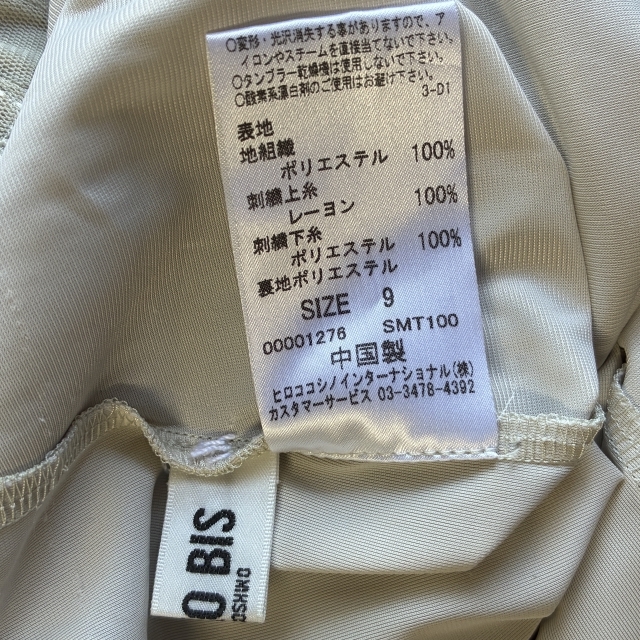 ○変形・光沢消失する事がありますので、ア
イロンやスチームを直接当てないで下さい。
○タンブラー乾燥機は使用しないで下さい。
○酸素系漂白剤のご使用はお避け下さい。
3-D1
表地
地組織
ポリエステル 100%
刺繍上糸
レーヨン 100%
刺繍下糸
ポリエステル 100%
裏地ポリエステル
SIZE 9
00001276 SMT100
中国製
ヒロココシノインターナショナル(株)
カスタマーサービス 03-3478-4392
O BIS
OSHINO